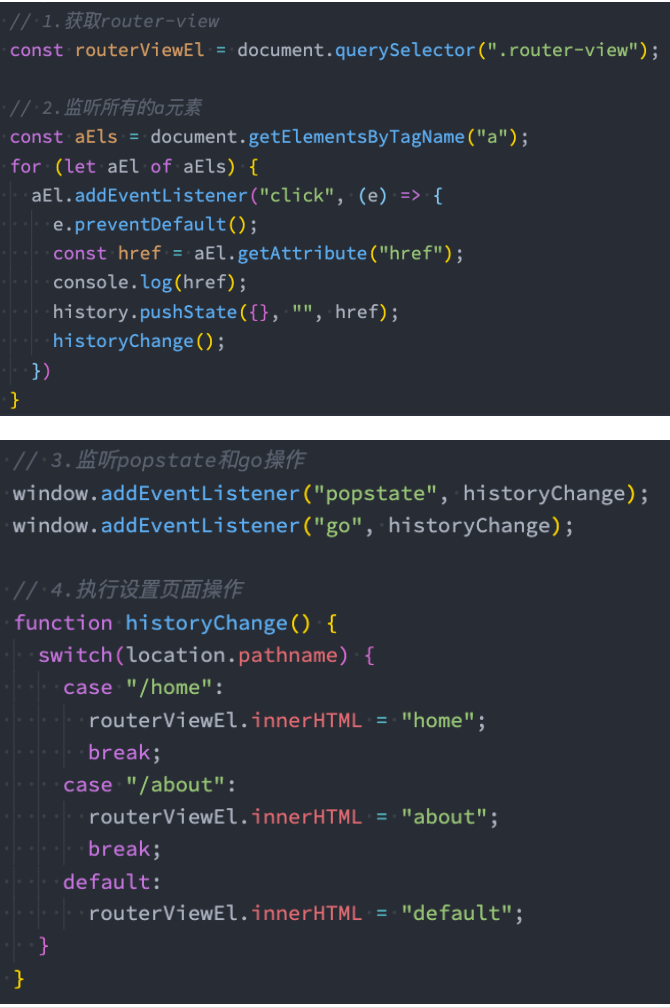 // 1.获取router-view
const routerViewEl = document.querySelector(".router-view");
// 2.监听所有的a元素
const aEls = document.getElementsByTagName("a");
for (let aEl of aEls) {
aEl.addEventListener("click", (e) => {
e.preventDefault();
const href = aEl.getAttribute("href");
console.log(href);
history.pushState({}, "", href);
historyChange();
})
}
// 3.监听popstate和go操作
window.addEventListener("popstate", historyChange);
window.addEventListener("go", historyChange);
// 4.执行设置页面操作
function historyChange() {
switch(location.pathname) {
case "/home":
routerViewEl.innerHTML = "home";
break;
case "/about":
routerViewEl.innerHTML = "about";
break;
default:
routerViewEl.innerHTML = "default";
}
}